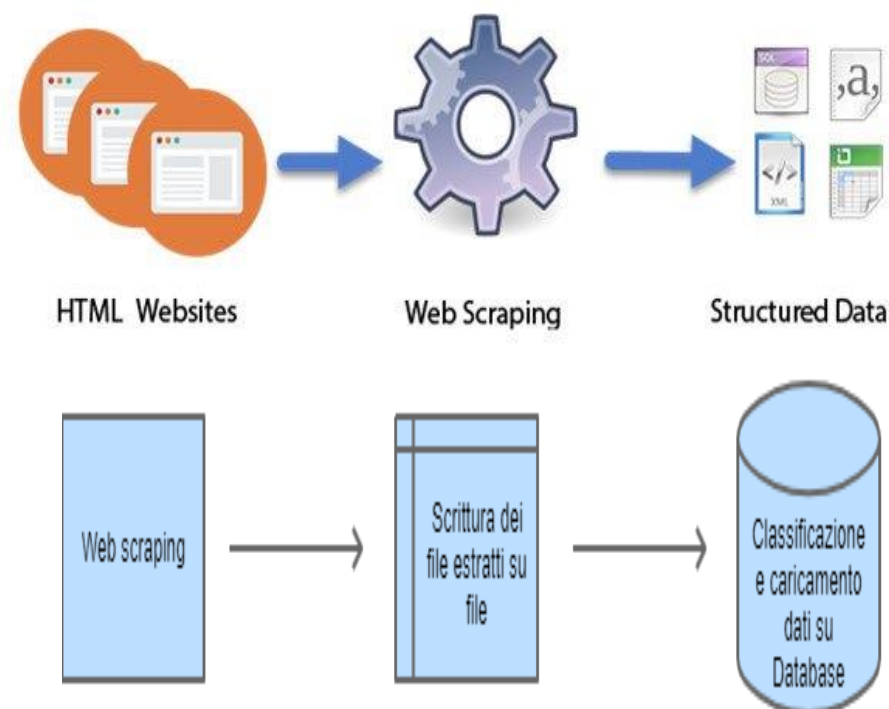 SQL
,a,
XML
HTML Websites
Web Scraping
Structured Data
Web scraping
Scrittura dei
file estratti su
file
Classificazione
e caricamento
dati su
Database